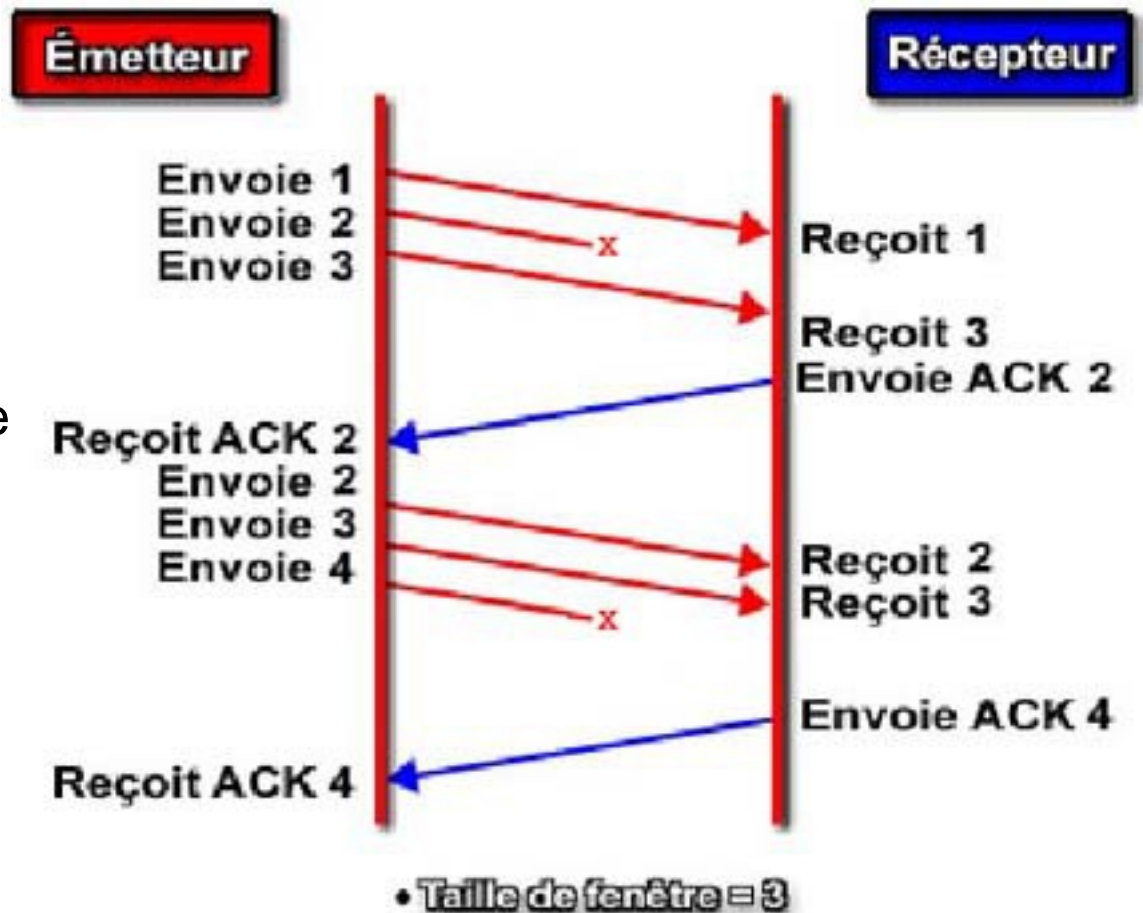 Émetteur
Récepteur
Envoie 1
Envoie 2
x
Reçoit 1
Envoie 3
Reçoit 3
Envoie ACK 2
e
Reçoit ACK 2
Envoie 2
Envoie 3
Envoie 4
Reçoit 2
Reçoit 3
x
Envoie ACK 4
Reçoit ACK 4
• Taille de fenêtre = 3